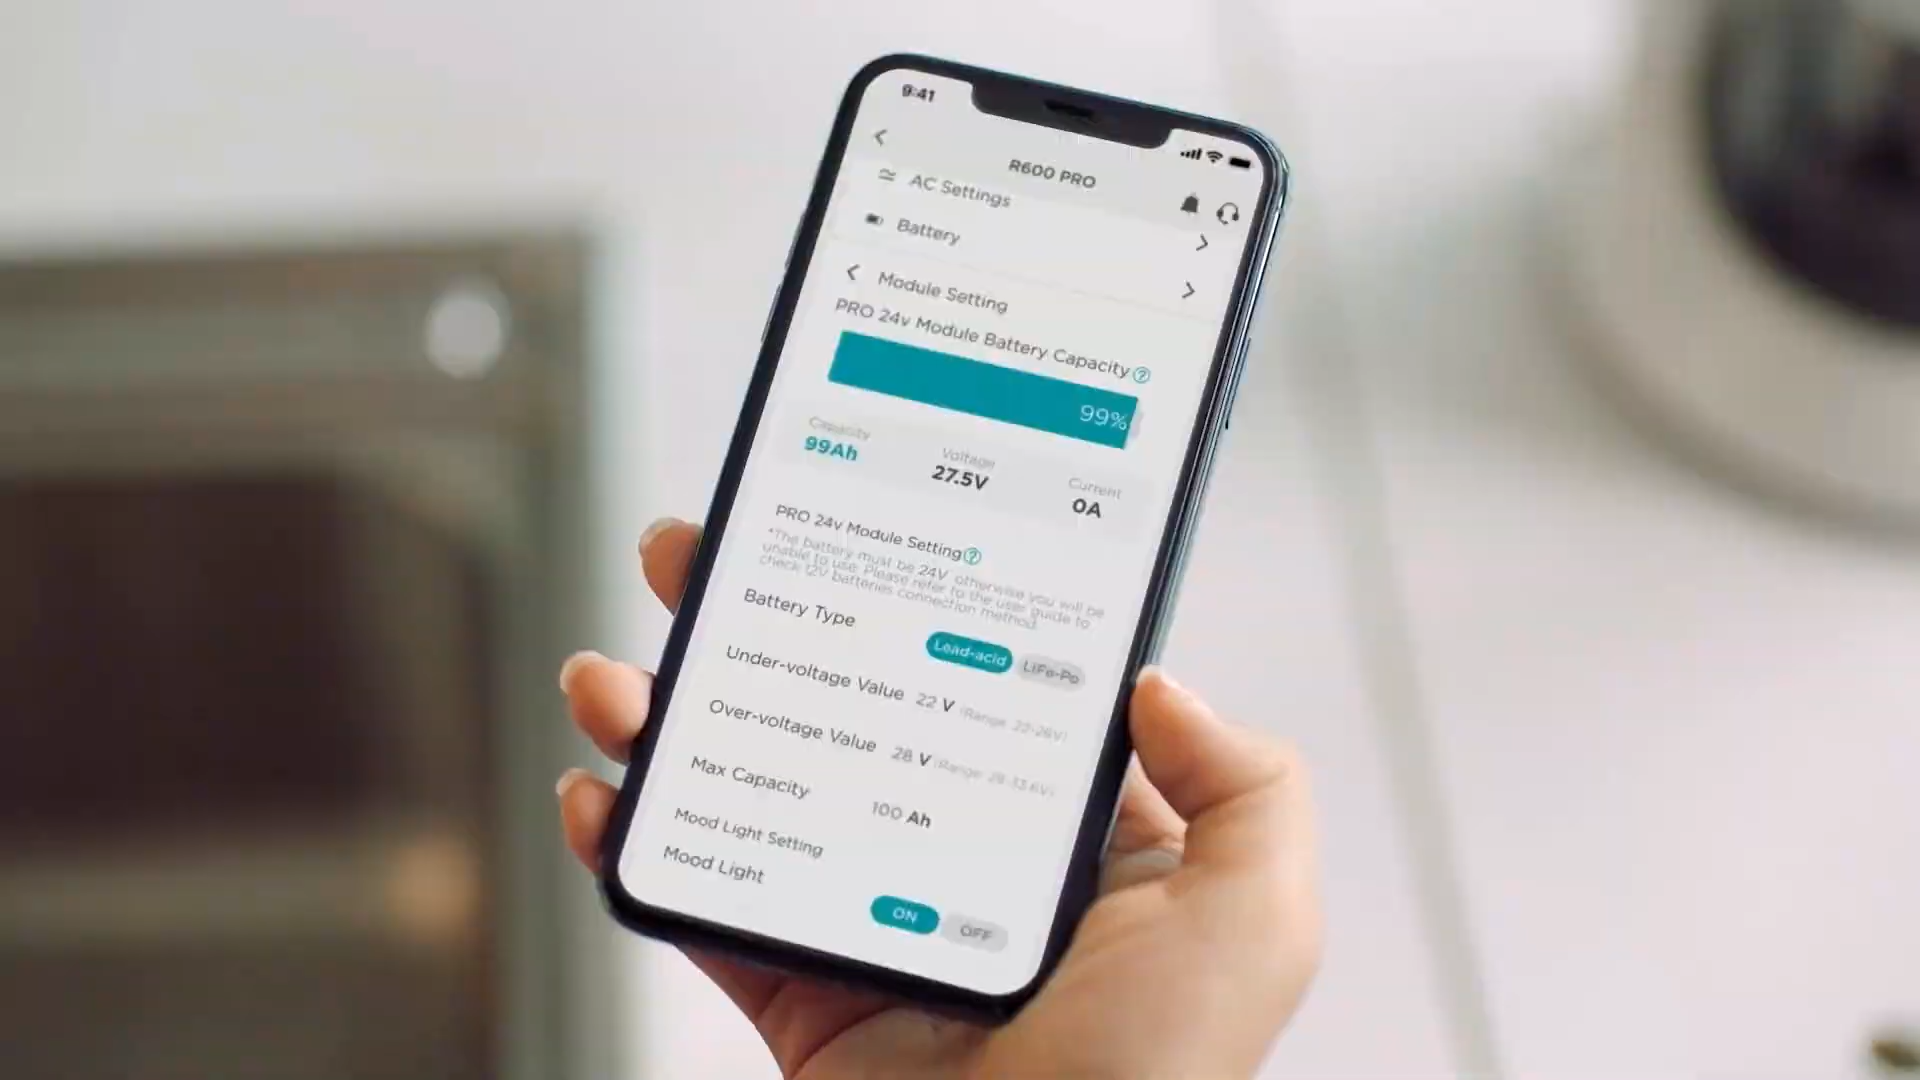 9:41
R600 PRO
AC Settings
Battery
Module Setting
PRO 24v Module Battery Capacity ?
99%
Capacity
99Ah
Voltage
27.5V
Current
0A
PRO 24v Module Setting ?
*The battery must be 24V, otherwise you will be
unable to use. Please refer to the user guide to
check 12V batteries connection method.
Battery Type
Lead-acid
LiFe-Po
Under-voltage Value 22 V (Range: 22-26V)
Over-voltage Value 28 V (Range: 28-33.6V)
Max Capacity 100 Ah
Mood Light Setting
Mood Light
ON
OFF